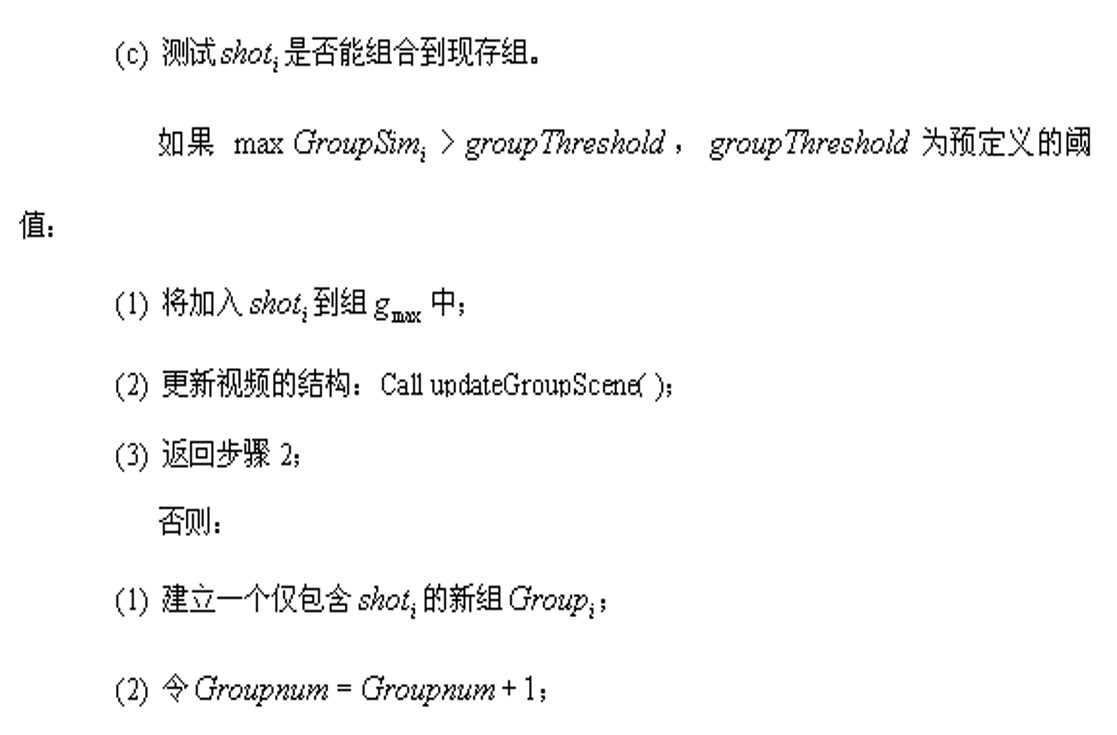 (c) 测试 shot_i 是否能组合到现存组。
如果 max GroupSim_i > groupThreshold，groupThreshold 为预定义的阈
值：
(1) 将加入 shot_i 到组 g_max 中；
(2) 更新视频的结构：Call updateGroupScene( )；
(3) 返回步骤 2；
否则：
(1) 建立一个仅包含 shot_i 的新组 Group_i；
(2) 令 Groupnum = Groupnum + 1；